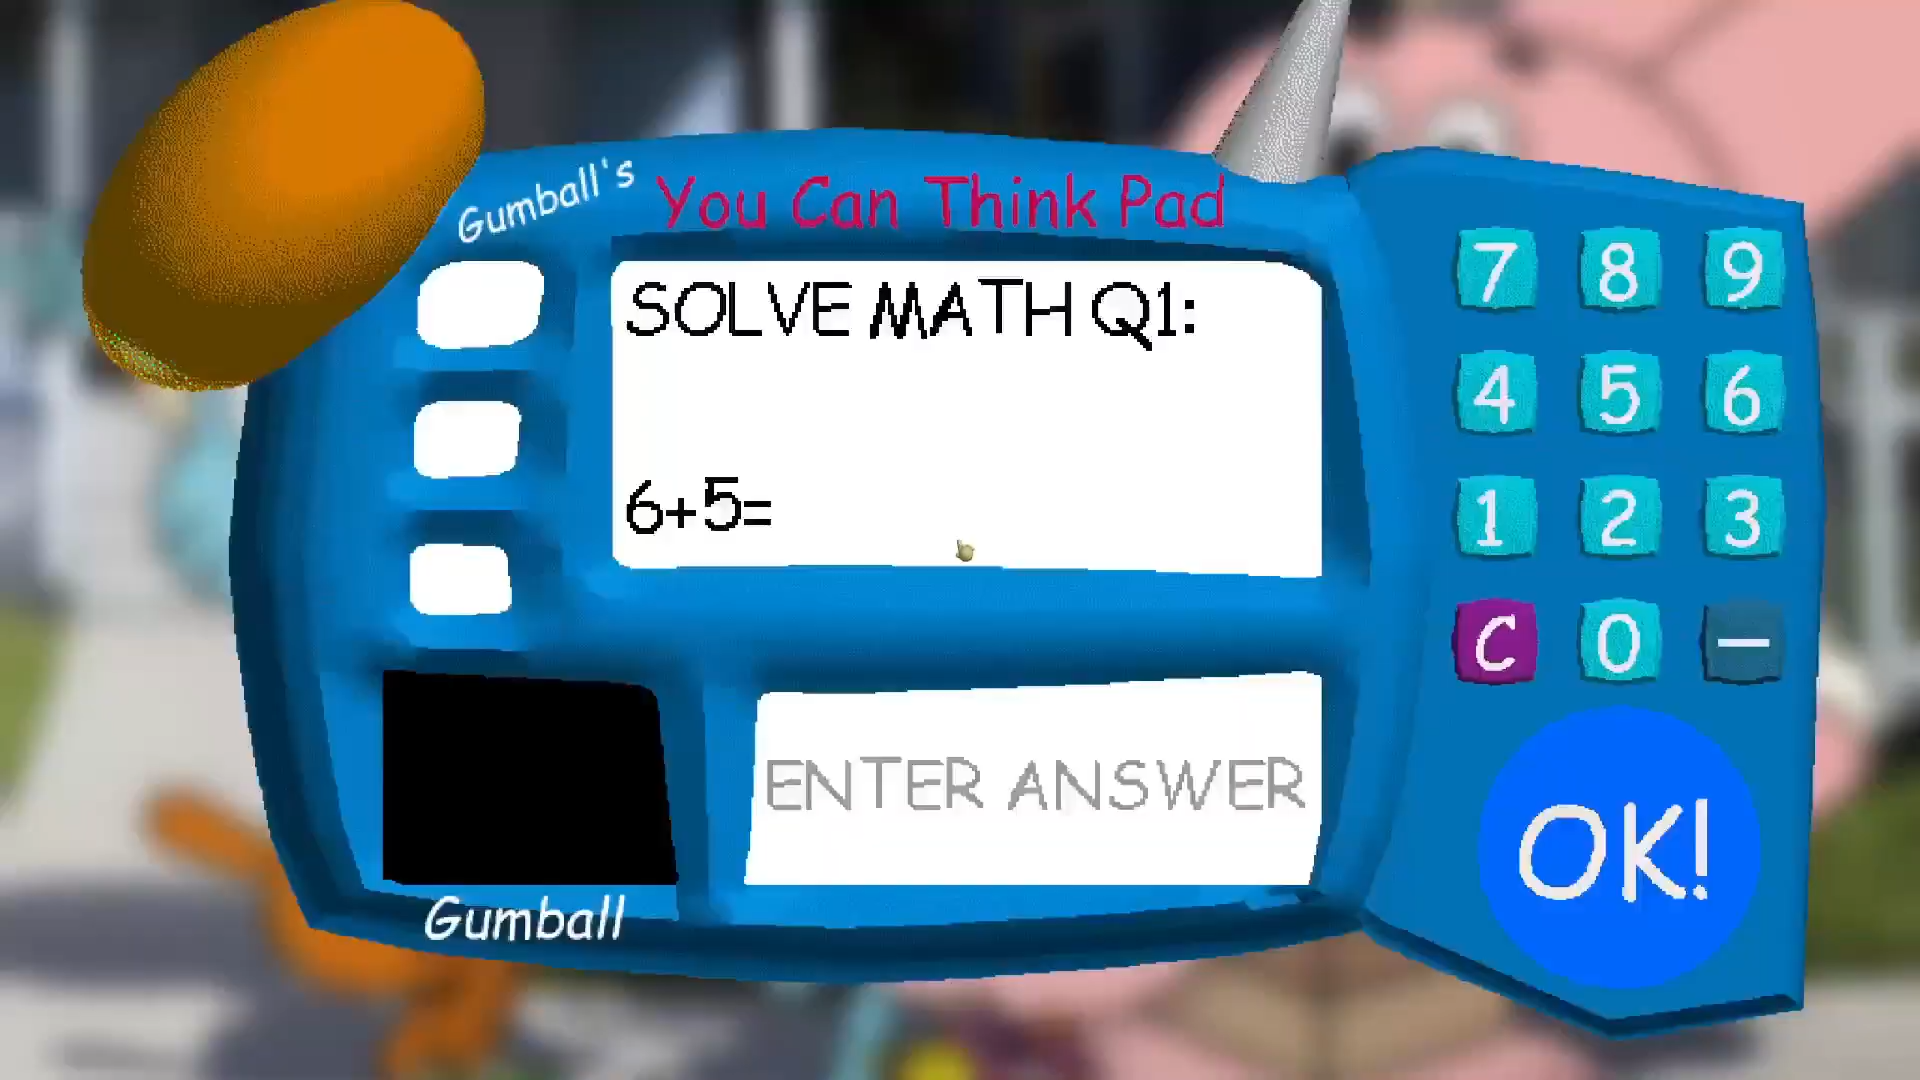 Gumball's
You Can Think Pad
SOLVE MATH Q1:
6+5=
7 8 9
4 5 6
1 2 3
C 0 —
ENTER ANSWER
OK!
Gumball